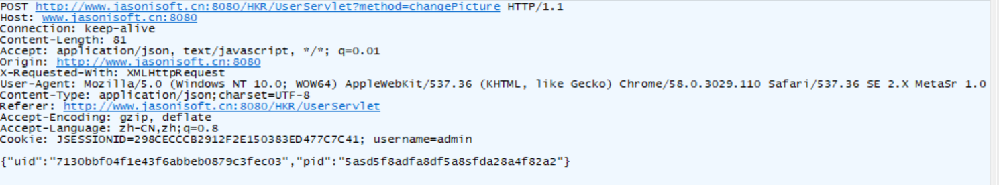 POST http://www.jasonisoft.cn:8080/HKR/UserServlet?method=changePicture HTTP/1.1
Host: www.jasonisoft.cn:8080
Connection: keep-alive
Content-Length: 81
Accept: application/json, text/javascript, */*; q=0.01
Origin: http://www.jasonisoft.cn:8080
X-Requested-With: XMLHttpRequest
User-Agent: Mozilla/5.0 (Windows NT 10.0; WOW64) AppleWebKit/537.36 (KHTML, like Gecko) Chrome/58.0.3029.110 Safari/537.36 SE 2.X MetaSr 1.0
Content-Type: application/json;charset=UTF-8
Referer: http://www.jasonisoft.cn:8080/HKR/UserServlet
Accept-Encoding: gzip, deflate
Accept-Language: zh-CN,zh;q=0.8
Cookie: JSESSIONID=298CECCCB2912F2E150383ED477C7C41; username=admin
{"uid":"7130bbf04f1e43f6abbeb0879c3fec03","pid":"5asd5f8adfa8df5a8sfda28a4f82a2"}